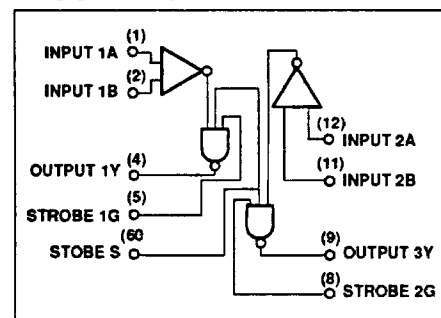 INPUT 1A (1)
INPUT 1B (2)
(12)
INPUT 2A
(11)
INPUT 2B
OUTPUT 1Y (4)
STROBE 1G (5)
STOBE S (60
(9)
OUTPUT 3Y
(8)
STROBE 2G